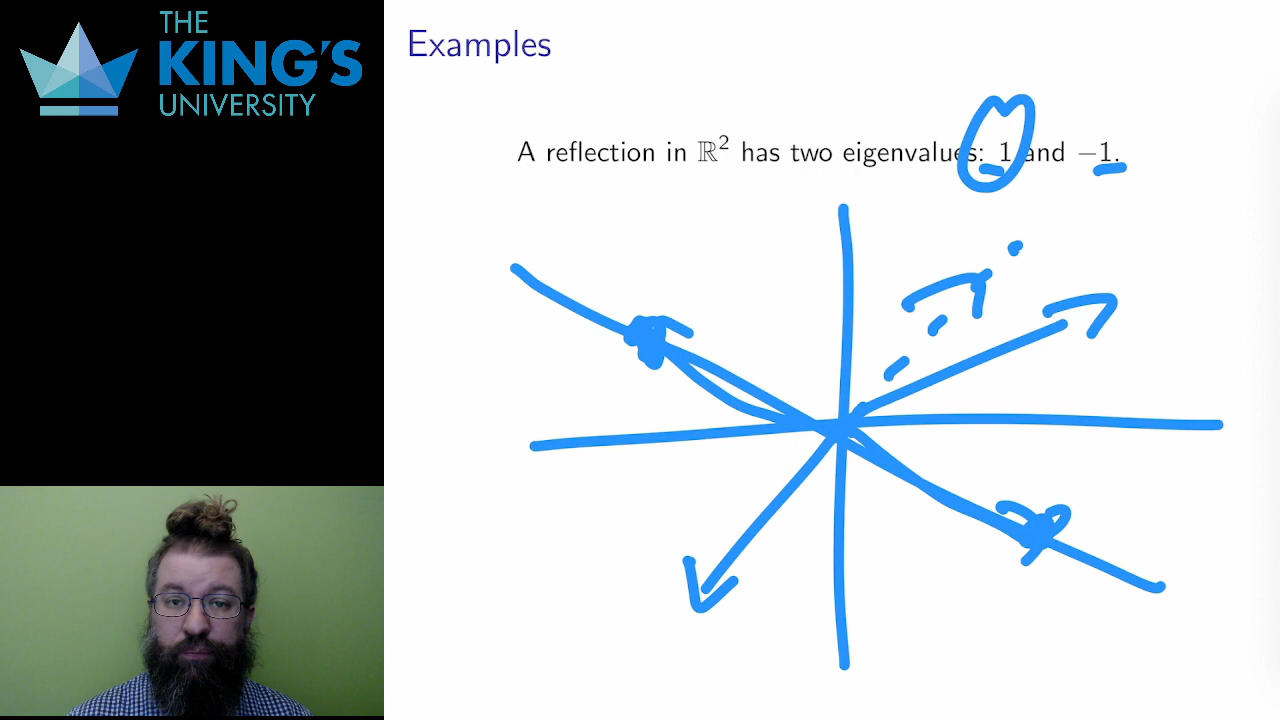 THE
KING'S
UNIVERSITY
Examples
A reflection in ℝ² has two eigenvalues: 1 and −1.